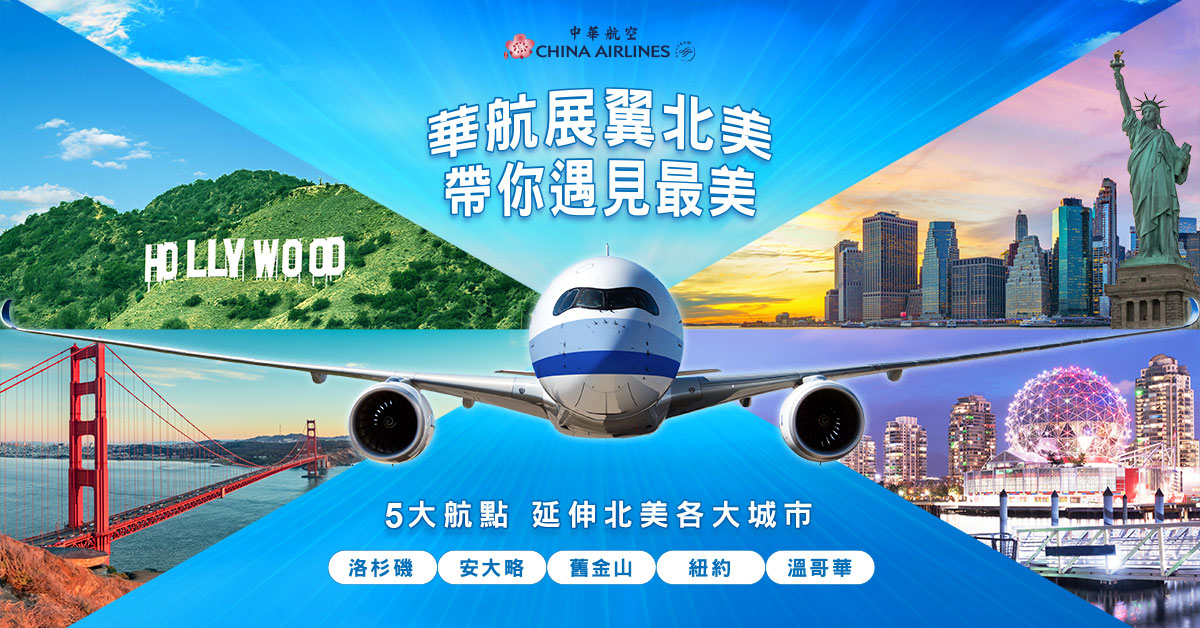 中華航空
CHINA AIRLINES
華航展翼北美
帶你遇見最美
HOLLYWOOD
5大航點 延伸北美各大城市
洛杉磯 安大略 舊金山 紐約 溫哥華